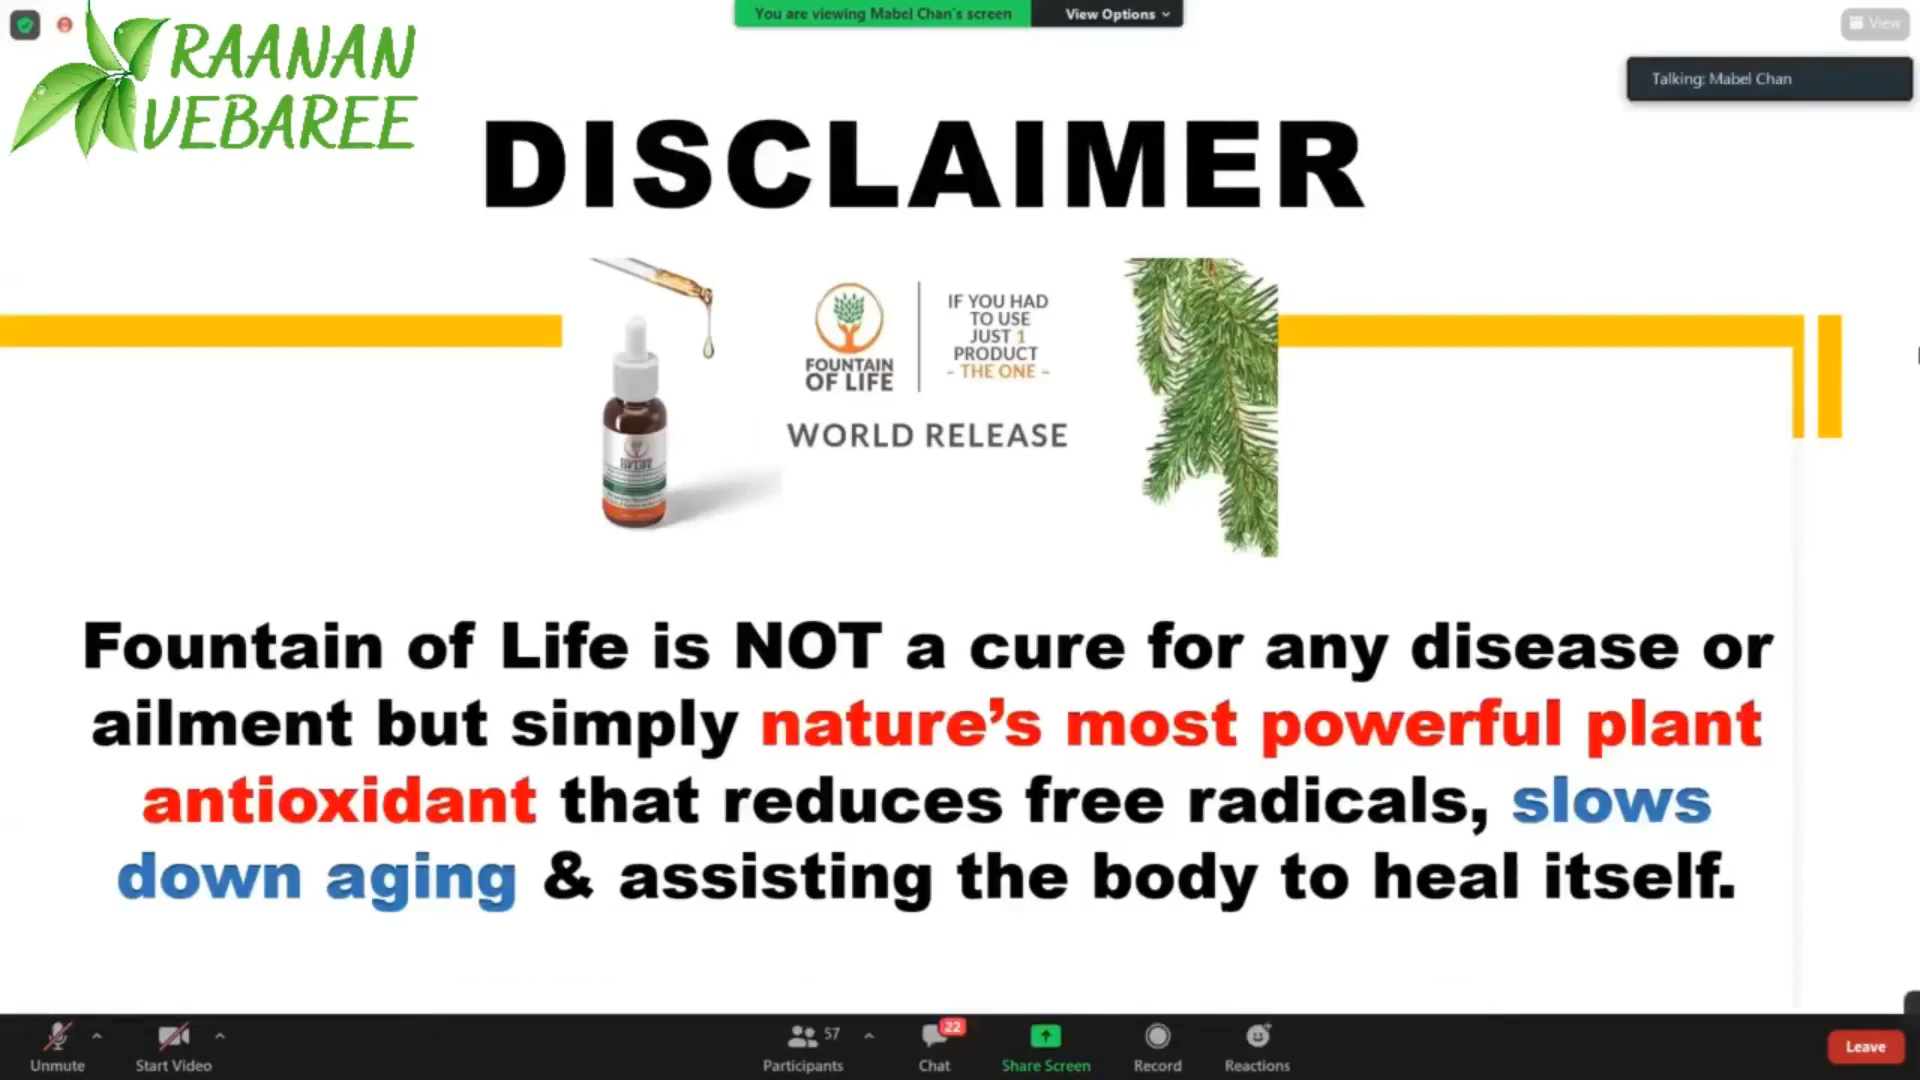 You are viewing Mabel Chan's screen
View Options
View
Talking: Mabel Chan
RAANAN
VEBAREE
DISCLAIMER
FOUNTAIN
OF LIFE
IF YOU HAD
TO USE
JUST 1
PRODUCT
- THE ONE -
WORLD RELEASE
FOUNTAIN
OF LIFE
Fountain of Life is NOT a cure for any disease or
ailment but simply nature's most powerful plant
antioxidant that reduces free radicals, slows
down aging & assisting the body to heal itself.
Unmute
Start Video
57
Participants
22
Chat
Share Screen
Record
Reactions
Leave